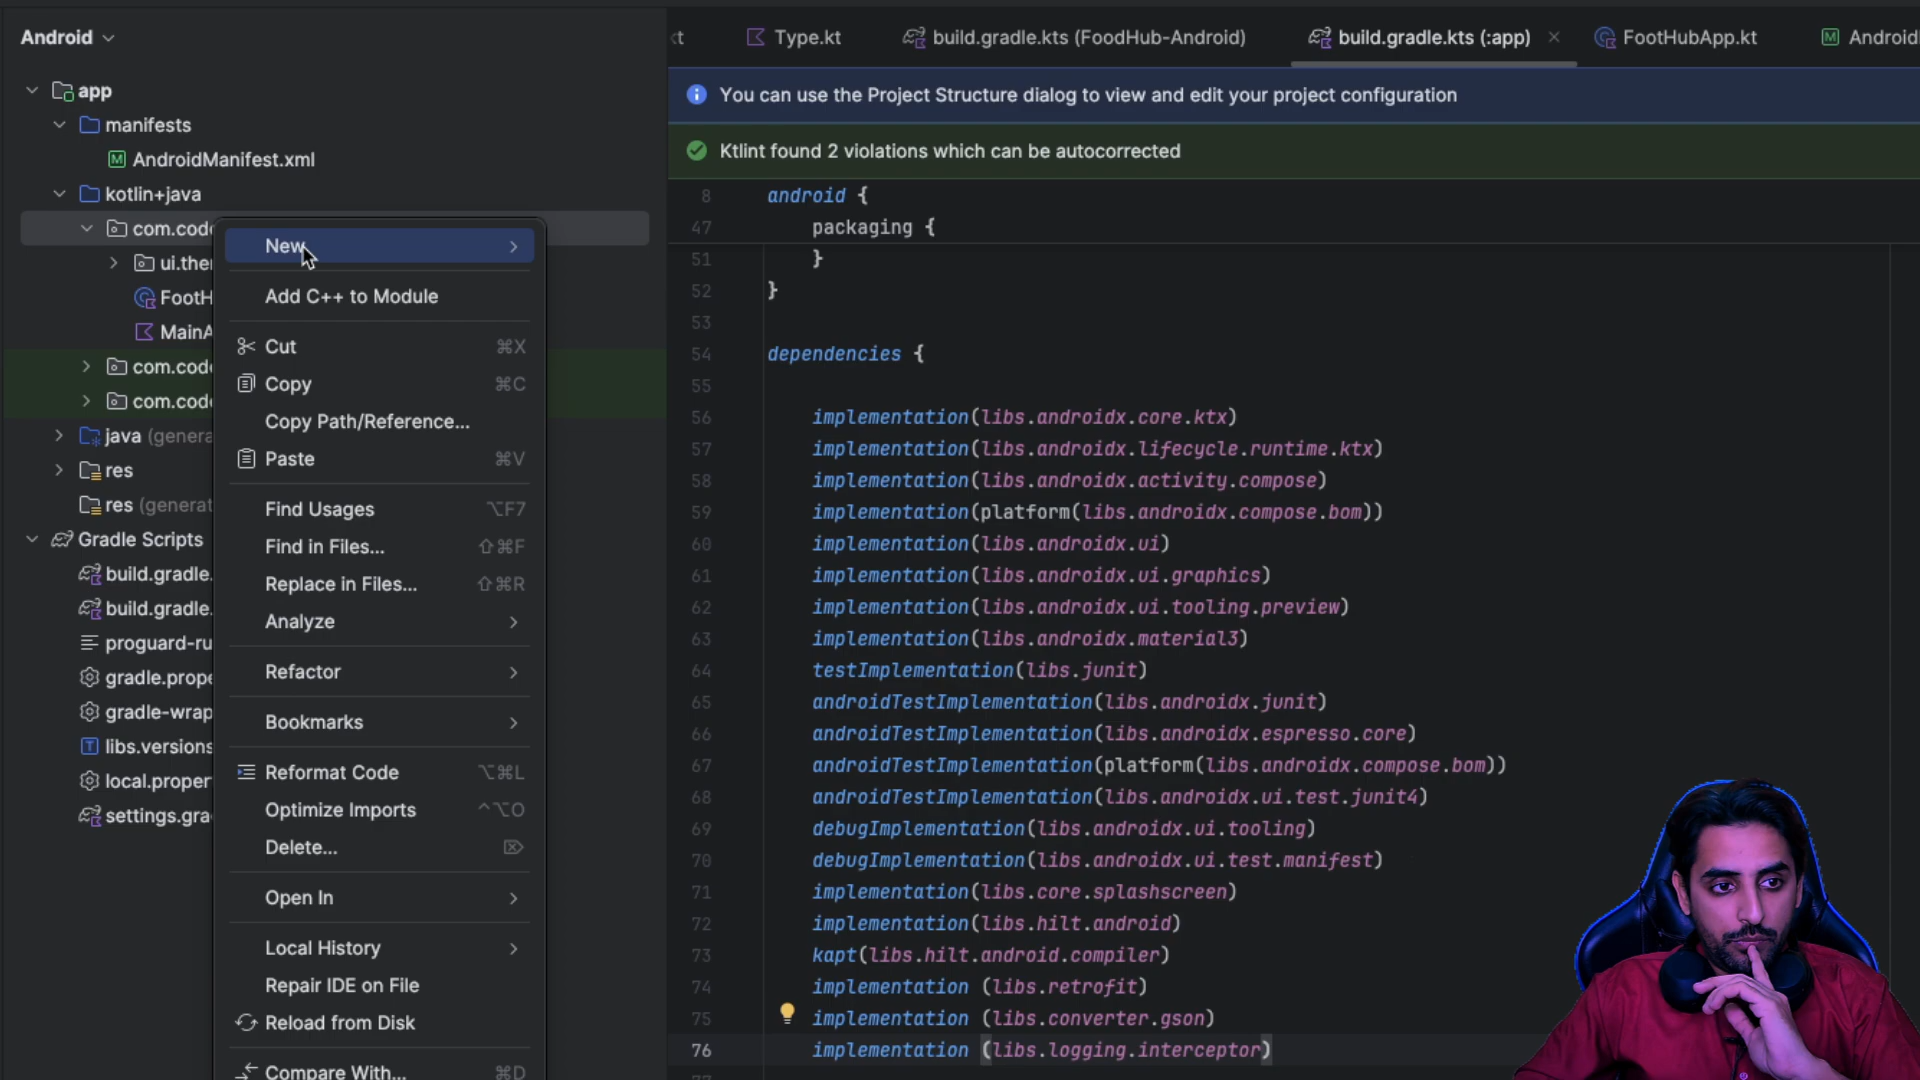 Android
app
manifests
AndroidManifest.xml
kotlin+java
com.code
ui.the
FootH
MainA
com.code
com.code
java (genera
res
res (generat
Gradle Scripts
build.gradle.
build.gradle.
proguard-ru
gradle.prope
gradle-wrap
libs.versions
local.proper
settings.gra
New
Add C++ to Module
Cut ⌘X
Copy ⌘C
Copy Path/Reference...
Paste ⌘V
Find Usages ⌥F7
Find in Files... ⇧⌘F
Replace in Files... ⇧⌘R
Analyze
Refactor
Bookmarks
Reformat Code ⌥⌘L
Optimize Imports ^⌥O
Delete... ⌦
Open In
Local History
Repair IDE on File
Reload from Disk
Compare With... ⌘D
kt Type.kt build.gradle.kts (FoodHub-Android) build.gradle.kts (:app) FootHubApp.kt Android
You can use the Project Structure dialog to view and edit your project configuration
Ktlint found 2 violations which can be autocorrected
8 android {
47 packaging {
51 }
52 }
53
54 dependencies {
55
56 implementation(libs.androidx.core.ktx)
57 implementation(libs.androidx.lifecycle.runtime.ktx)
58 implementation(libs.androidx.activity.compose)
59 implementation(platform(libs.androidx.compose.bom))
60 implementation(libs.androidx.ui)
61 implementation(libs.androidx.ui.graphics)
62 implementation(libs.androidx.ui.tooling.preview)
63 implementation(libs.androidx.material3)
64 testImplementation(libs.junit)
65 androidTestImplementation(libs.androidx.junit)
66 androidTestImplementation(libs.androidx.espresso.core)
67 androidTestImplementation(platform(libs.androidx.compose.bom))
68 androidTestImplementation(libs.androidx.ui.test.junit4)
69 debugImplementation(libs.androidx.ui.tooling)
70 debugImplementation(libs.androidx.ui.test.manifest)
71 implementation(libs.core.splashscreen)
72 implementation(libs.hilt.android)
73 kapt(libs.hilt.android.compiler)
74 implementation (libs.retrofit)
75 implementation (libs.converter.gson)
76 implementation (libs.logging.interceptor)